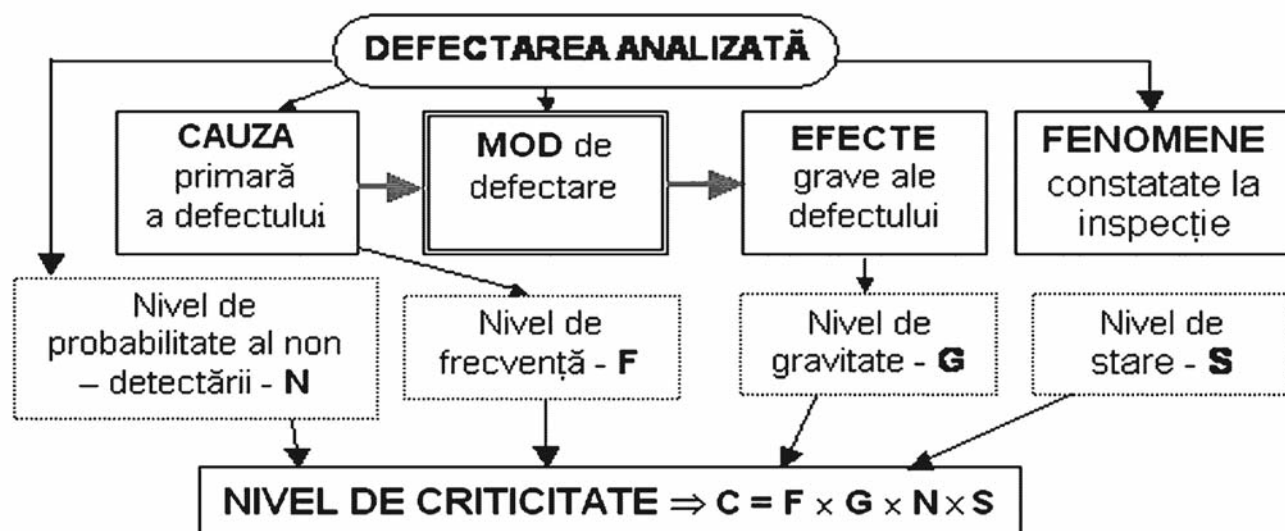 DEFECTAREA ANALIZATĂ
CAUZA
primară
a defectului
MOD de
defectare
EFECTE
grave ale
defectului
FENOMENE
constatate la
inspecție
Nivel de
probabilitate al non
– detectării - N
Nivel de
frecvență - F
Nivel de
gravitate - G
Nivel de
stare - S
NIVEL DE CRITICITATE ⇒ C = F × G × N × S